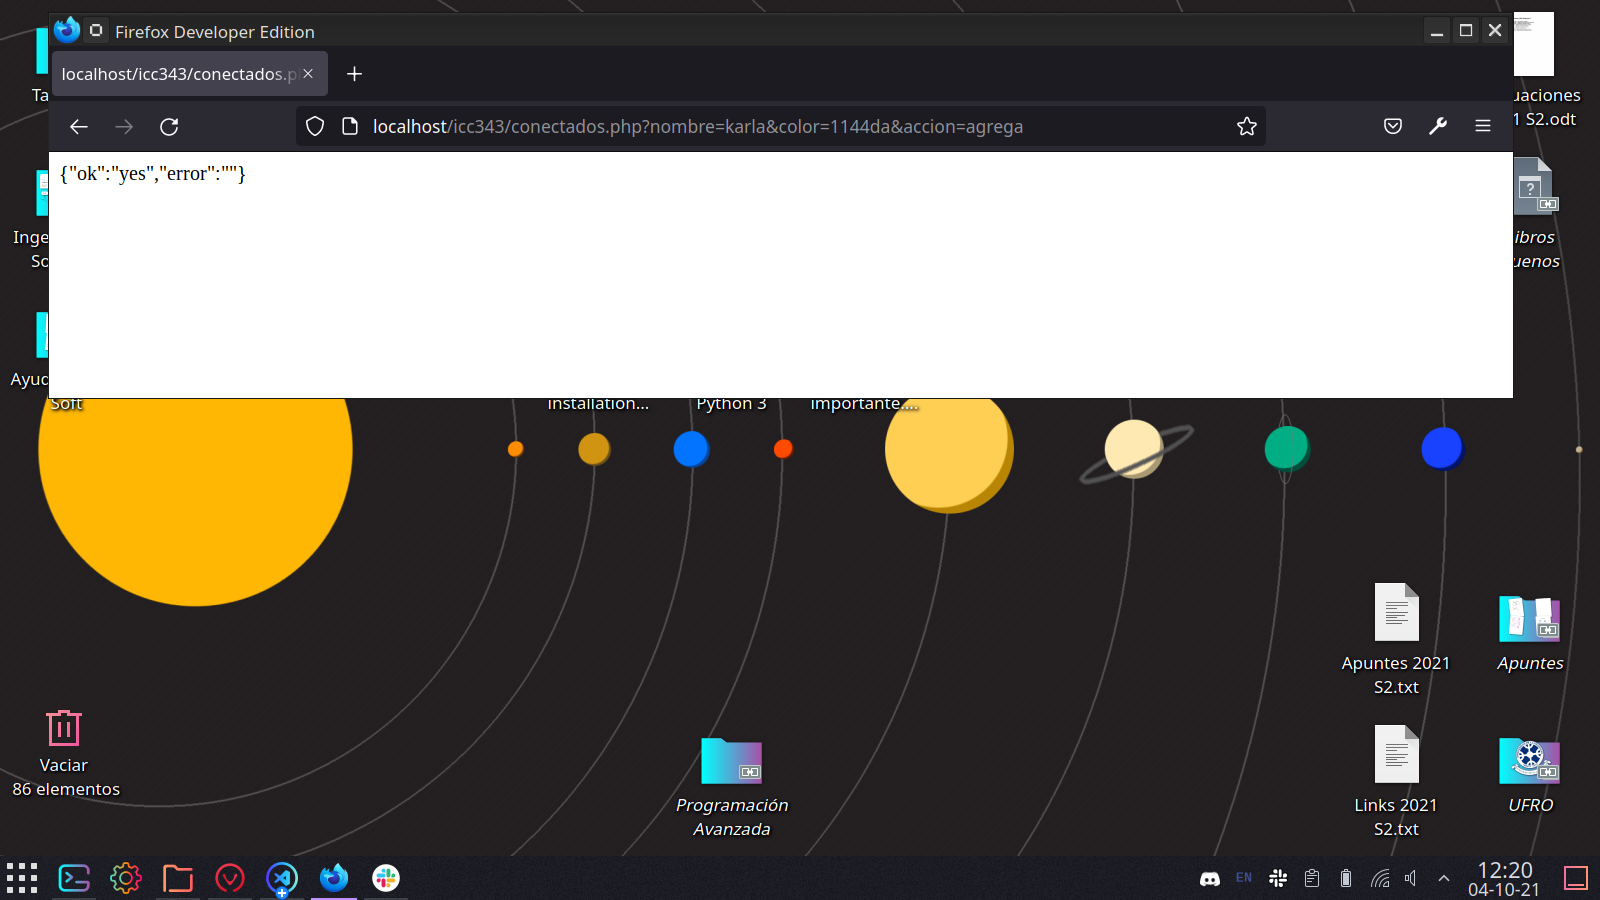 Firefox Developer Edition
localhost/icc343/conectados.p
localhost/icc343/conectados.php?nombre=karla&color=1144da&accion=agrega
{"ok":"yes","error":""}
Ta
Inge
So
Ayud
Soft
installation...
Python 3
importante....
uaciones
1 S2.odt
?
ibros
uenos
Apuntes 2021
S2.txt
Apuntes
Vaciar
86 elementos
Programación
Avanzada
Links 2021
S2.txt
UFRO
EN
12:20
04-10-21